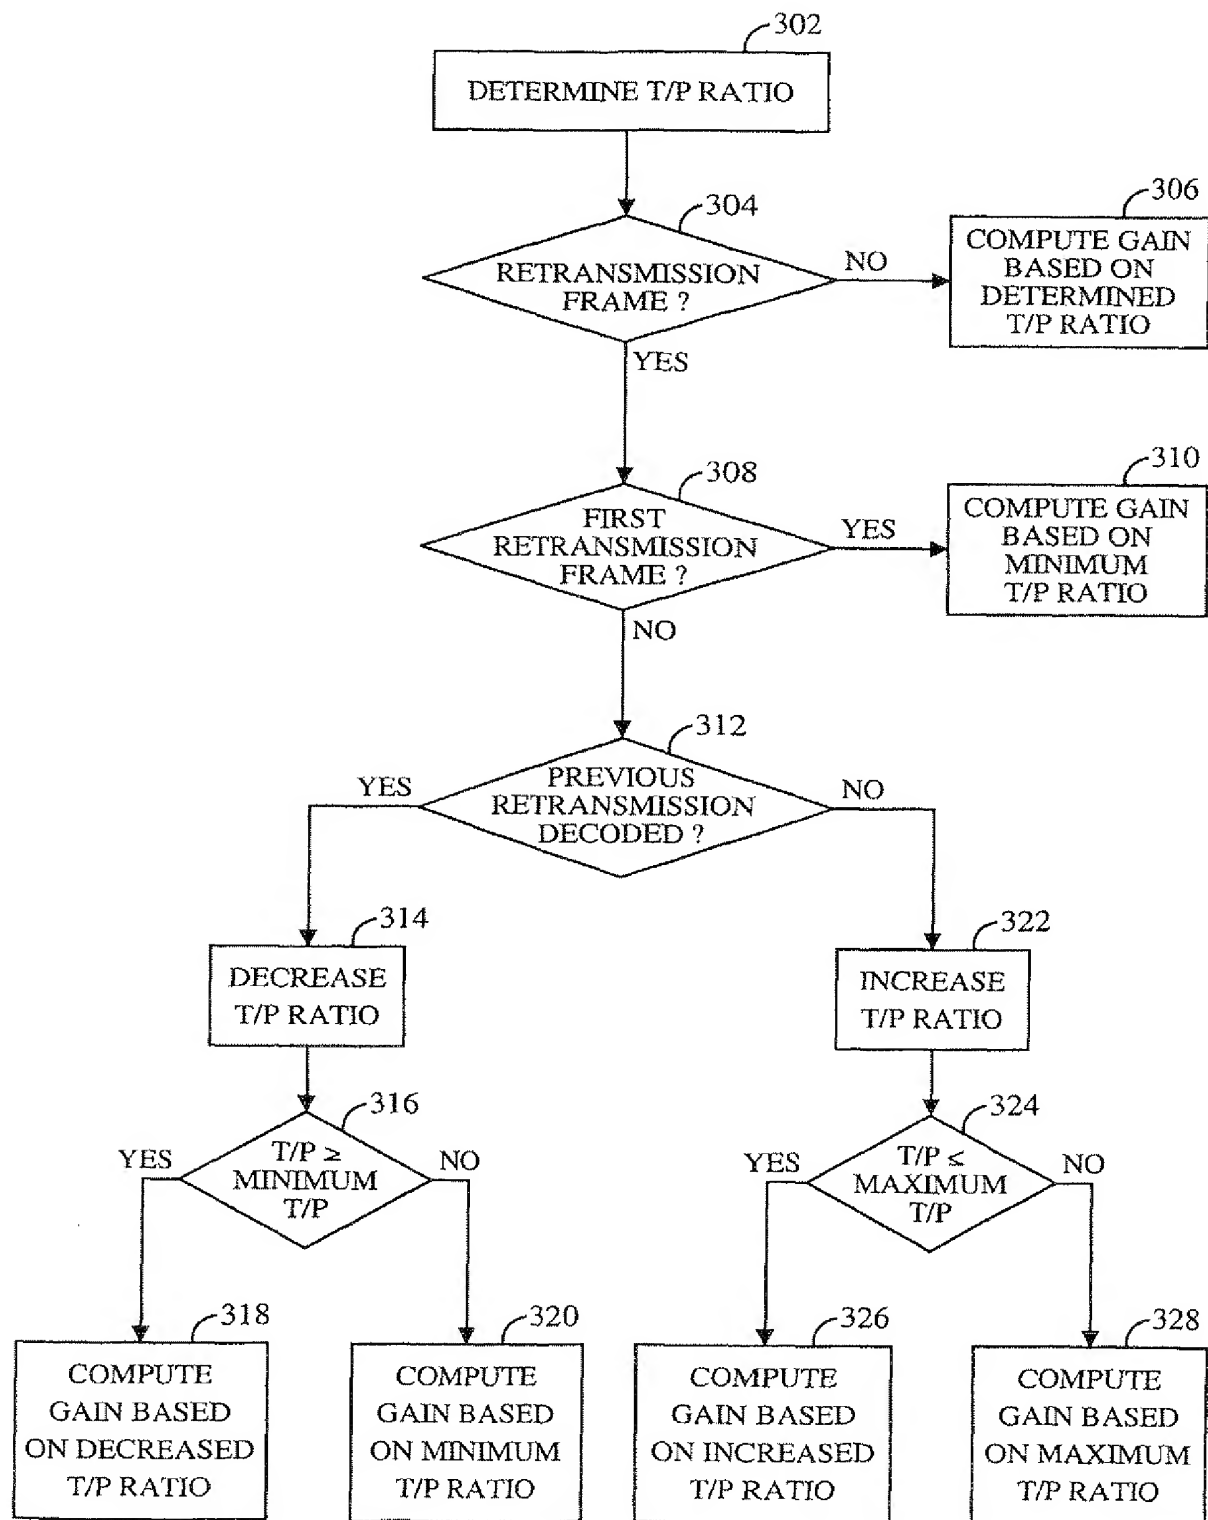 302
DETERMINE T/P RATIO
304
RETRANSMISSION
FRAME ?
NO
306
COMPUTE GAIN
BASED ON
DETERMINED
T/P RATIO
YES
308
FIRST
RETRANSMISSION
FRAME ?
YES
310
COMPUTE GAIN
BASED ON
MINIMUM
T/P RATIO
NO
312
PREVIOUS
RETRANSMISSION
DECODED ?
YES
NO
314
DECREASE
T/P RATIO
322
INCREASE
T/P RATIO
316
T/P ≥
MINIMUM
T/P
YES
NO
324
T/P ≤
MAXIMUM
T/P
YES
NO
318
COMPUTE
GAIN BASED
ON DECREASED
T/P RATIO
320
COMPUTE
GAIN BASED
ON MINIMUM
T/P RATIO
326
COMPUTE
GAIN BASED
ON INCREASED
T/P RATIO
328
COMPUTE
GAIN BASED
ON MAXIMUM
T/P RATIO